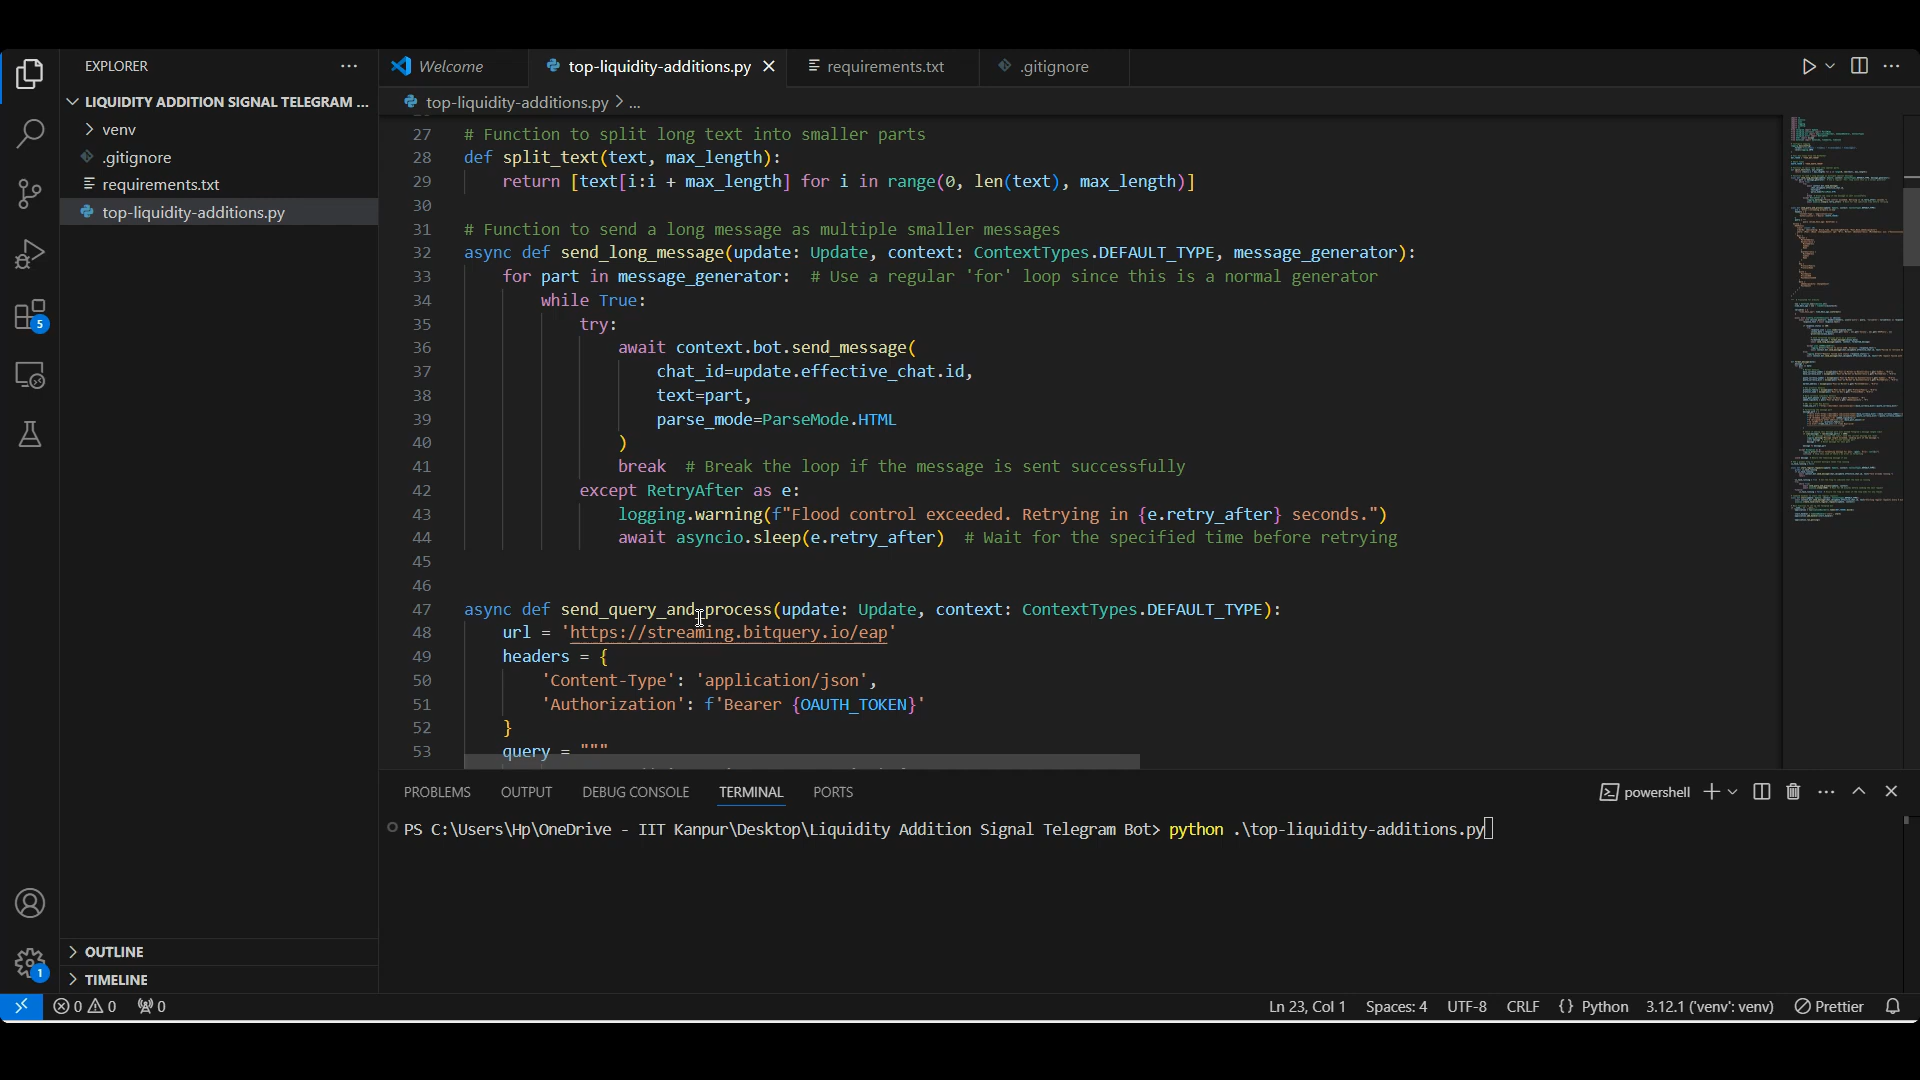 EXPLORER
LIQUIDITY ADDITION SIGNAL TELEGRAM ...
venv
.gitignore
requirements.txt
top-liquidity-additions.py
OUTLINE
TIMELINE
5
1
Welcome
top-liquidity-additions.py
requirements.txt
.gitignore
top-liquidity-additions.py > ...
27 # Function to split long text into smaller parts
28 def split_text(text, max_length):
29 return [text[i:i + max_length] for i in range(0, len(text), max_length)]
30
31 # Function to send a long message as multiple smaller messages
32 async def send_long_message(update: Update, context: ContextTypes.DEFAULT_TYPE, message_generator):
33 for part in message_generator:  # Use a regular 'for' loop since this is a normal generator
34 while True:
35 try:
36 await context.bot.send_message(
37 chat_id=update.effective_chat.id,
38 text=part,
39 parse_mode=ParseMode.HTML
40 )
41 break  # Break the loop if the message is sent successfully
42 except RetryAfter as e:
43 logging.warning(f"Flood control exceeded. Retrying in {e.retry_after} seconds.")
44 await asyncio.sleep(e.retry_after)  # Wait for the specified time before retrying
45
46
47 async def send_query_and_process(update: Update, context: ContextTypes.DEFAULT_TYPE):
48 url = 'https://streaming.bitquery.io/eap'
49 headers = {
50 'Content-Type': 'application/json',
51 'Authorization': f'Bearer {OAUTH_TOKEN}'
52 }
53 query = """
PROBLEMS OUTPUT DEBUG CONSOLE TERMINAL PORTS
powershell
PS C:\Users\Hp\OneDrive - IIT Kanpur\Desktop\Liquidity Addition Signal Telegram Bot> python .\top-liquidity-additions.py
0 0 0 Ln 23, Col 1 Spaces: 4 UTF-8 CRLF {} Python 3.12.1 ('venv': venv) Prettier